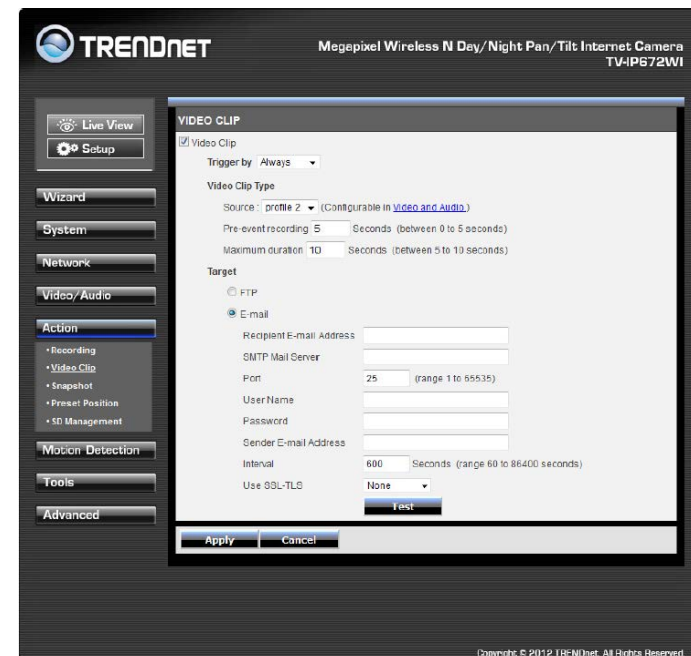 TRENDNET
Megapixel Wireless N Day/Night Pan/Tilt Internet Camera
TV-IP672WI
Live View
Setup
Wizard
System
Network
Video/Audio
Action
• Recording
• Video Clip
• Snapshot
• Preset Position
• SD Management
Motion Detection
Tools
Advanced
VIDEO CLIP
Video Clip
Trigger by Always
Video Clip Type
Source : profile 2 (Configurable in Video and Audio.)
Pre-event recording 5 Seconds (between 0 to 5 seconds)
Maximum duration 10 Seconds (between 5 to 10 seconds)
Target
FTP
E-mail
Recipient E-mail Address
SMTP Mail Server
Port 25 (range 1 to 65535)
User Name
Password
Sender E-mail Address
Interval 600 Seconds (range 60 to 86400 seconds)
Use SSL-TLS None
Test
Apply Cancel
Copyright © 2012 TRENDnet. All Rights Reserved.